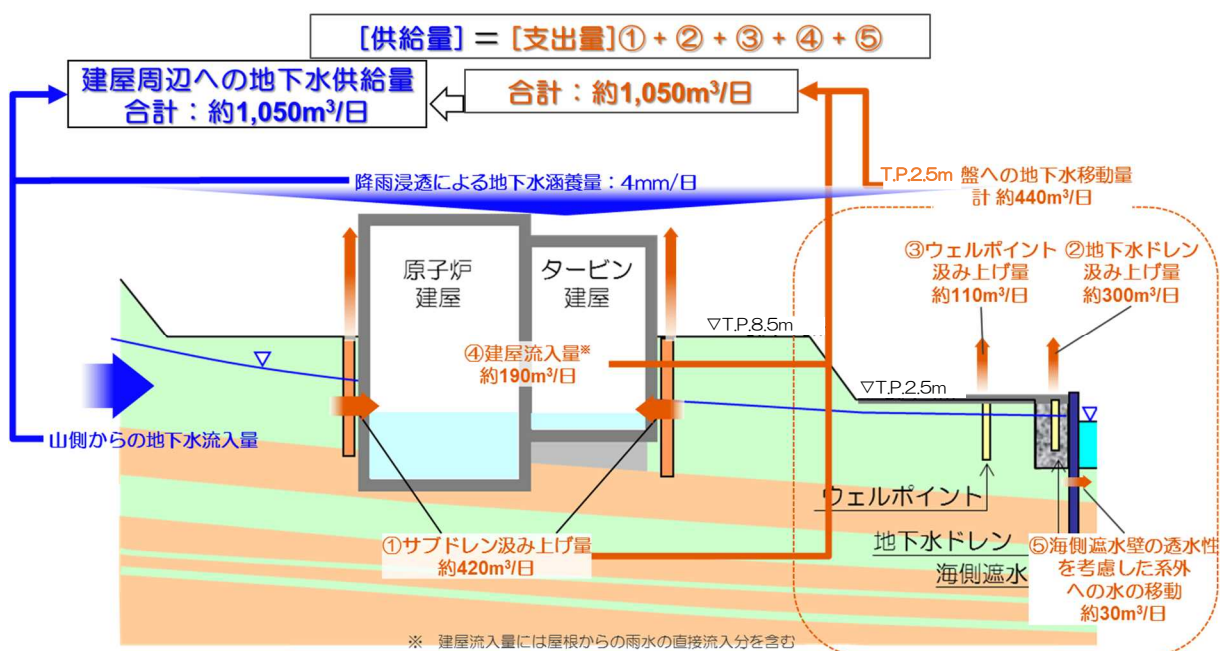 [供給量] = [支出量]① + ② + ③ + ④ + ⑤
建屋周辺への地下水供給量
合計：約1,050m³/日
合計：約1,050m³/日
降雨浸透による地下水涵養量：4mm/日
T.P.2.5m 盤への地下水移動量
計 約440m³/日
原子炉
建屋
タービン
建屋
③ウェルポイント
汲み上げ量
約110m³/日
②地下水ドレン
汲み上げ量
約300m³/日
▽T.P.8.5m
④建屋流入量※
約190m³/日
▽T.P.2.5m
山側からの地下水流入量
ウェルポイント
①サブドレン汲み上げ量
約420m³/日
地下水ドレン
海側遮水
⑤海側遮水壁の透水性
を考慮した系外
への水の移動
約30m³/日
※ 建屋流入量には屋根からの雨水の直接流入分を含む